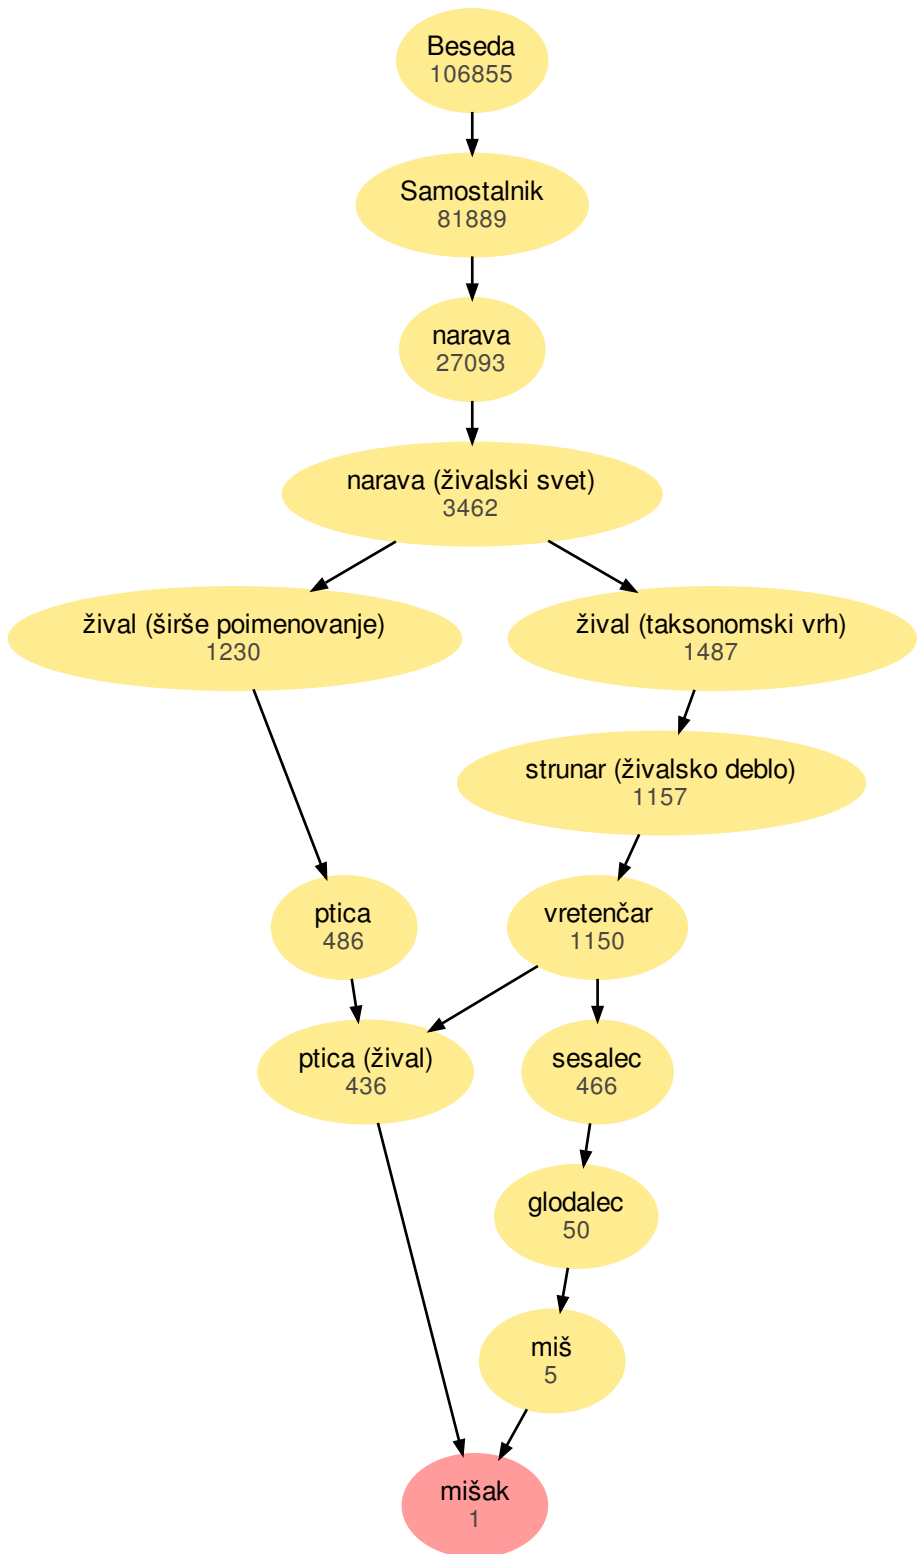 Beseda
106855
Samostalnik
81889
narava
27093
narava (živalski svet)
3462
žival (širše poimenovanje)
1230
žival (taksonomski vrh)
1487
strunar (živalsko deblo)
1157
ptica
486
vretenčar
1150
ptica (žival)
436
sesalec
466
glodalec
50
miš
5
mišak
1